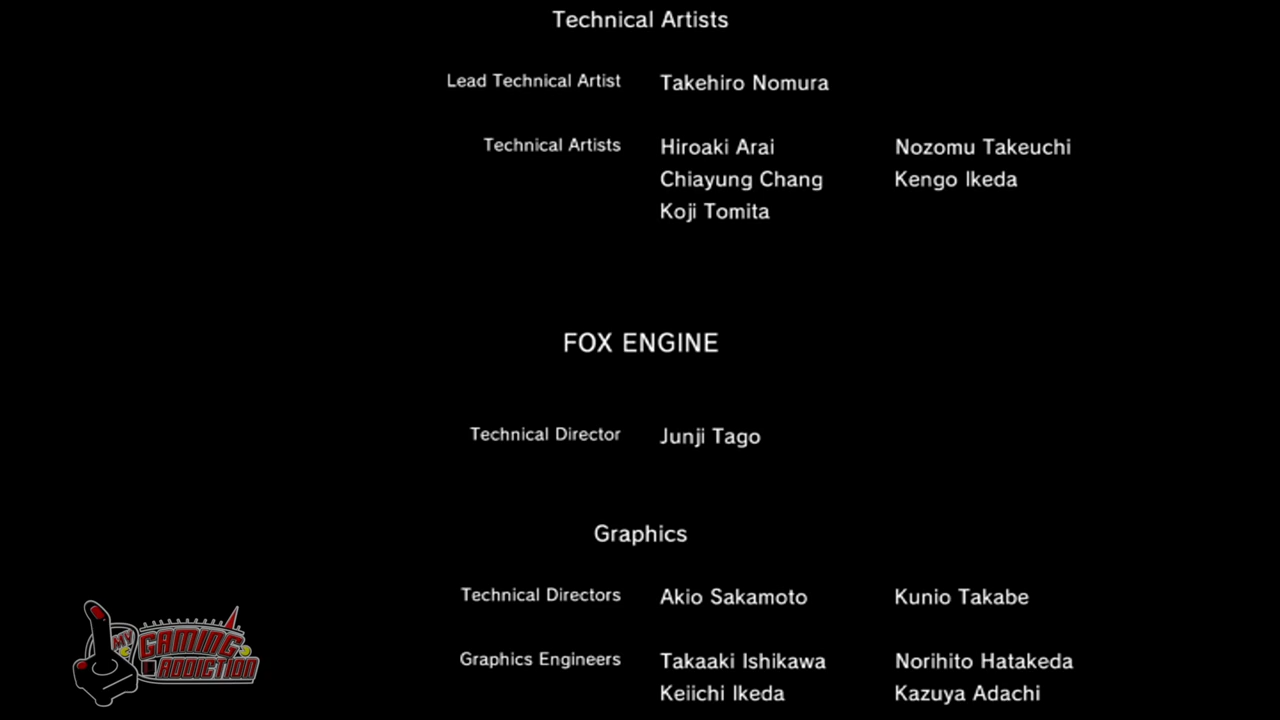 Technical Artists
Lead Technical Artist Takehiro Nomura
Technical Artists Hiroaki Arai Nozomu Takeuchi
Chiayung Chang Kengo Ikeda
Koji Tomita
FOX ENGINE
Technical Director Junji Tago
Graphics
Technical Directors Akio Sakamoto Kunio Takabe
Graphics Engineers Takaaki Ishikawa Norihito Hatakeda
Keiichi Ikeda Kazuya Adachi
MY
GAMING
ADDICTION